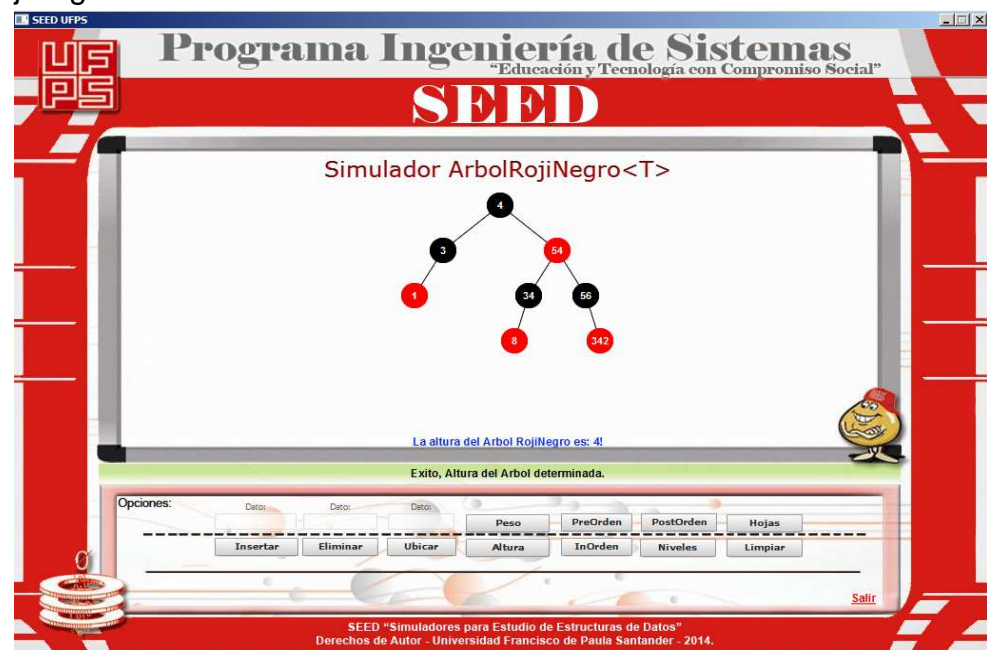 SEED UFPS
UF
PS
Programa Ingeniería de Sistemas
“Educación y Tecnología con Compromiso Social”
SEED
Simulador ArbolRojiNegro<T>
4
3 54
1 34 56
8 342
La altura del Arbol RojiNegro es: 4!
Exito, Altura del Arbol determinada.
Opciones:
Dato: Dato: Dato:
Peso PreOrden PostOrden Hojas
Insertar Eliminar Ubicar Altura InOrden Niveles Limpiar
Salir
SEED “Simuladores para Estudio de Estructuras de Datos”
Derechos de Autor - Universidad Francisco de Paula Santander - 2014.